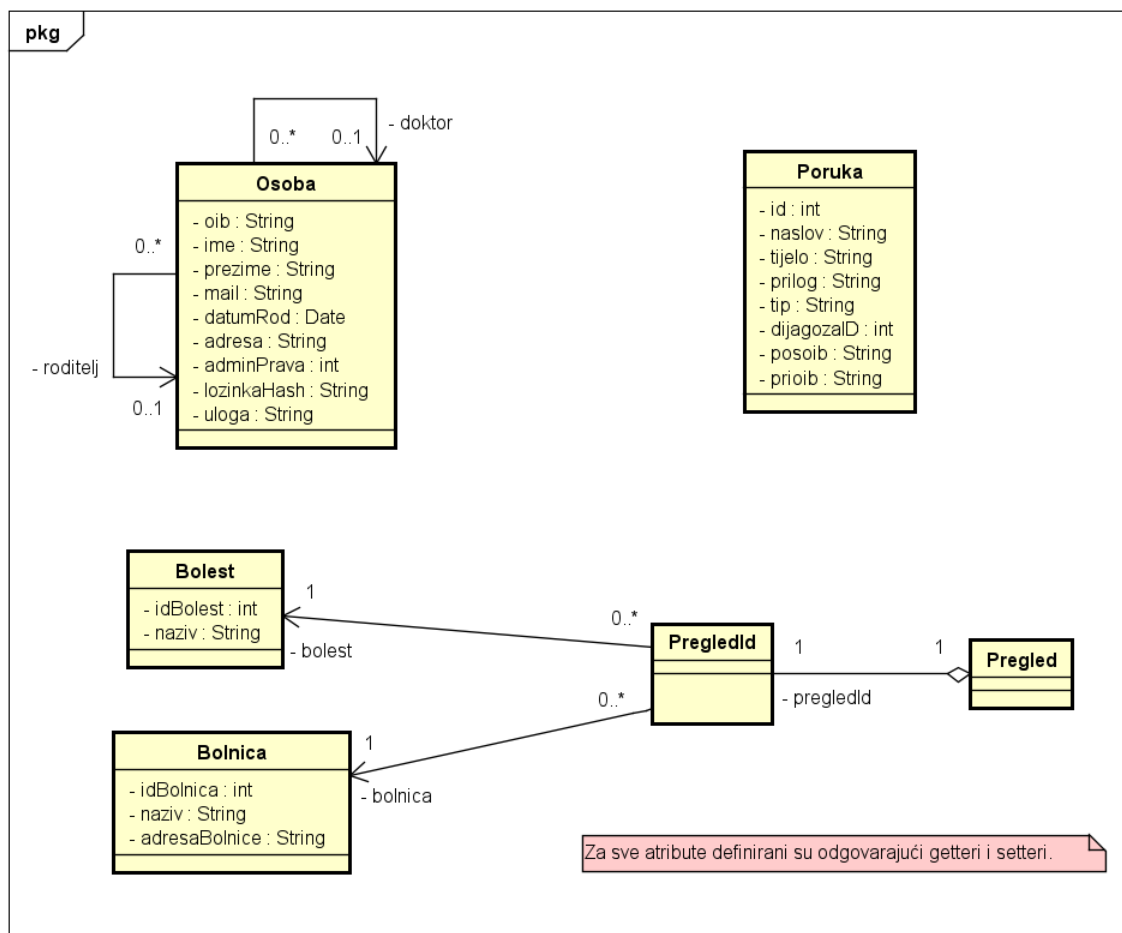 pkg
- doktor
0..*
0..1
Osoba
- oib : String
- ime : String
- prezime : String
- mail : String
- datumRod : Date
- adresa : String
- adminPrava : int
- lozinkaHash : String
- uloga : String
0..*
- roditelj
0..1
Poruka
- id : int
- naslov : String
- tijelo : String
- prilog : String
- tip : String
- dijagozaID : int
- posoib : String
- prioib : String
Bolest
- idBolest : int
- naziv : String
1
- bolest
0..*
PregledId
1
- pregledId
1
Pregled
0..*
Bolnica
- idBolnica : int
- naziv : String
- adresaBolnice : String
1
- bolnica
Za sve atribute definirani su odgovarajući getteri i setteri.